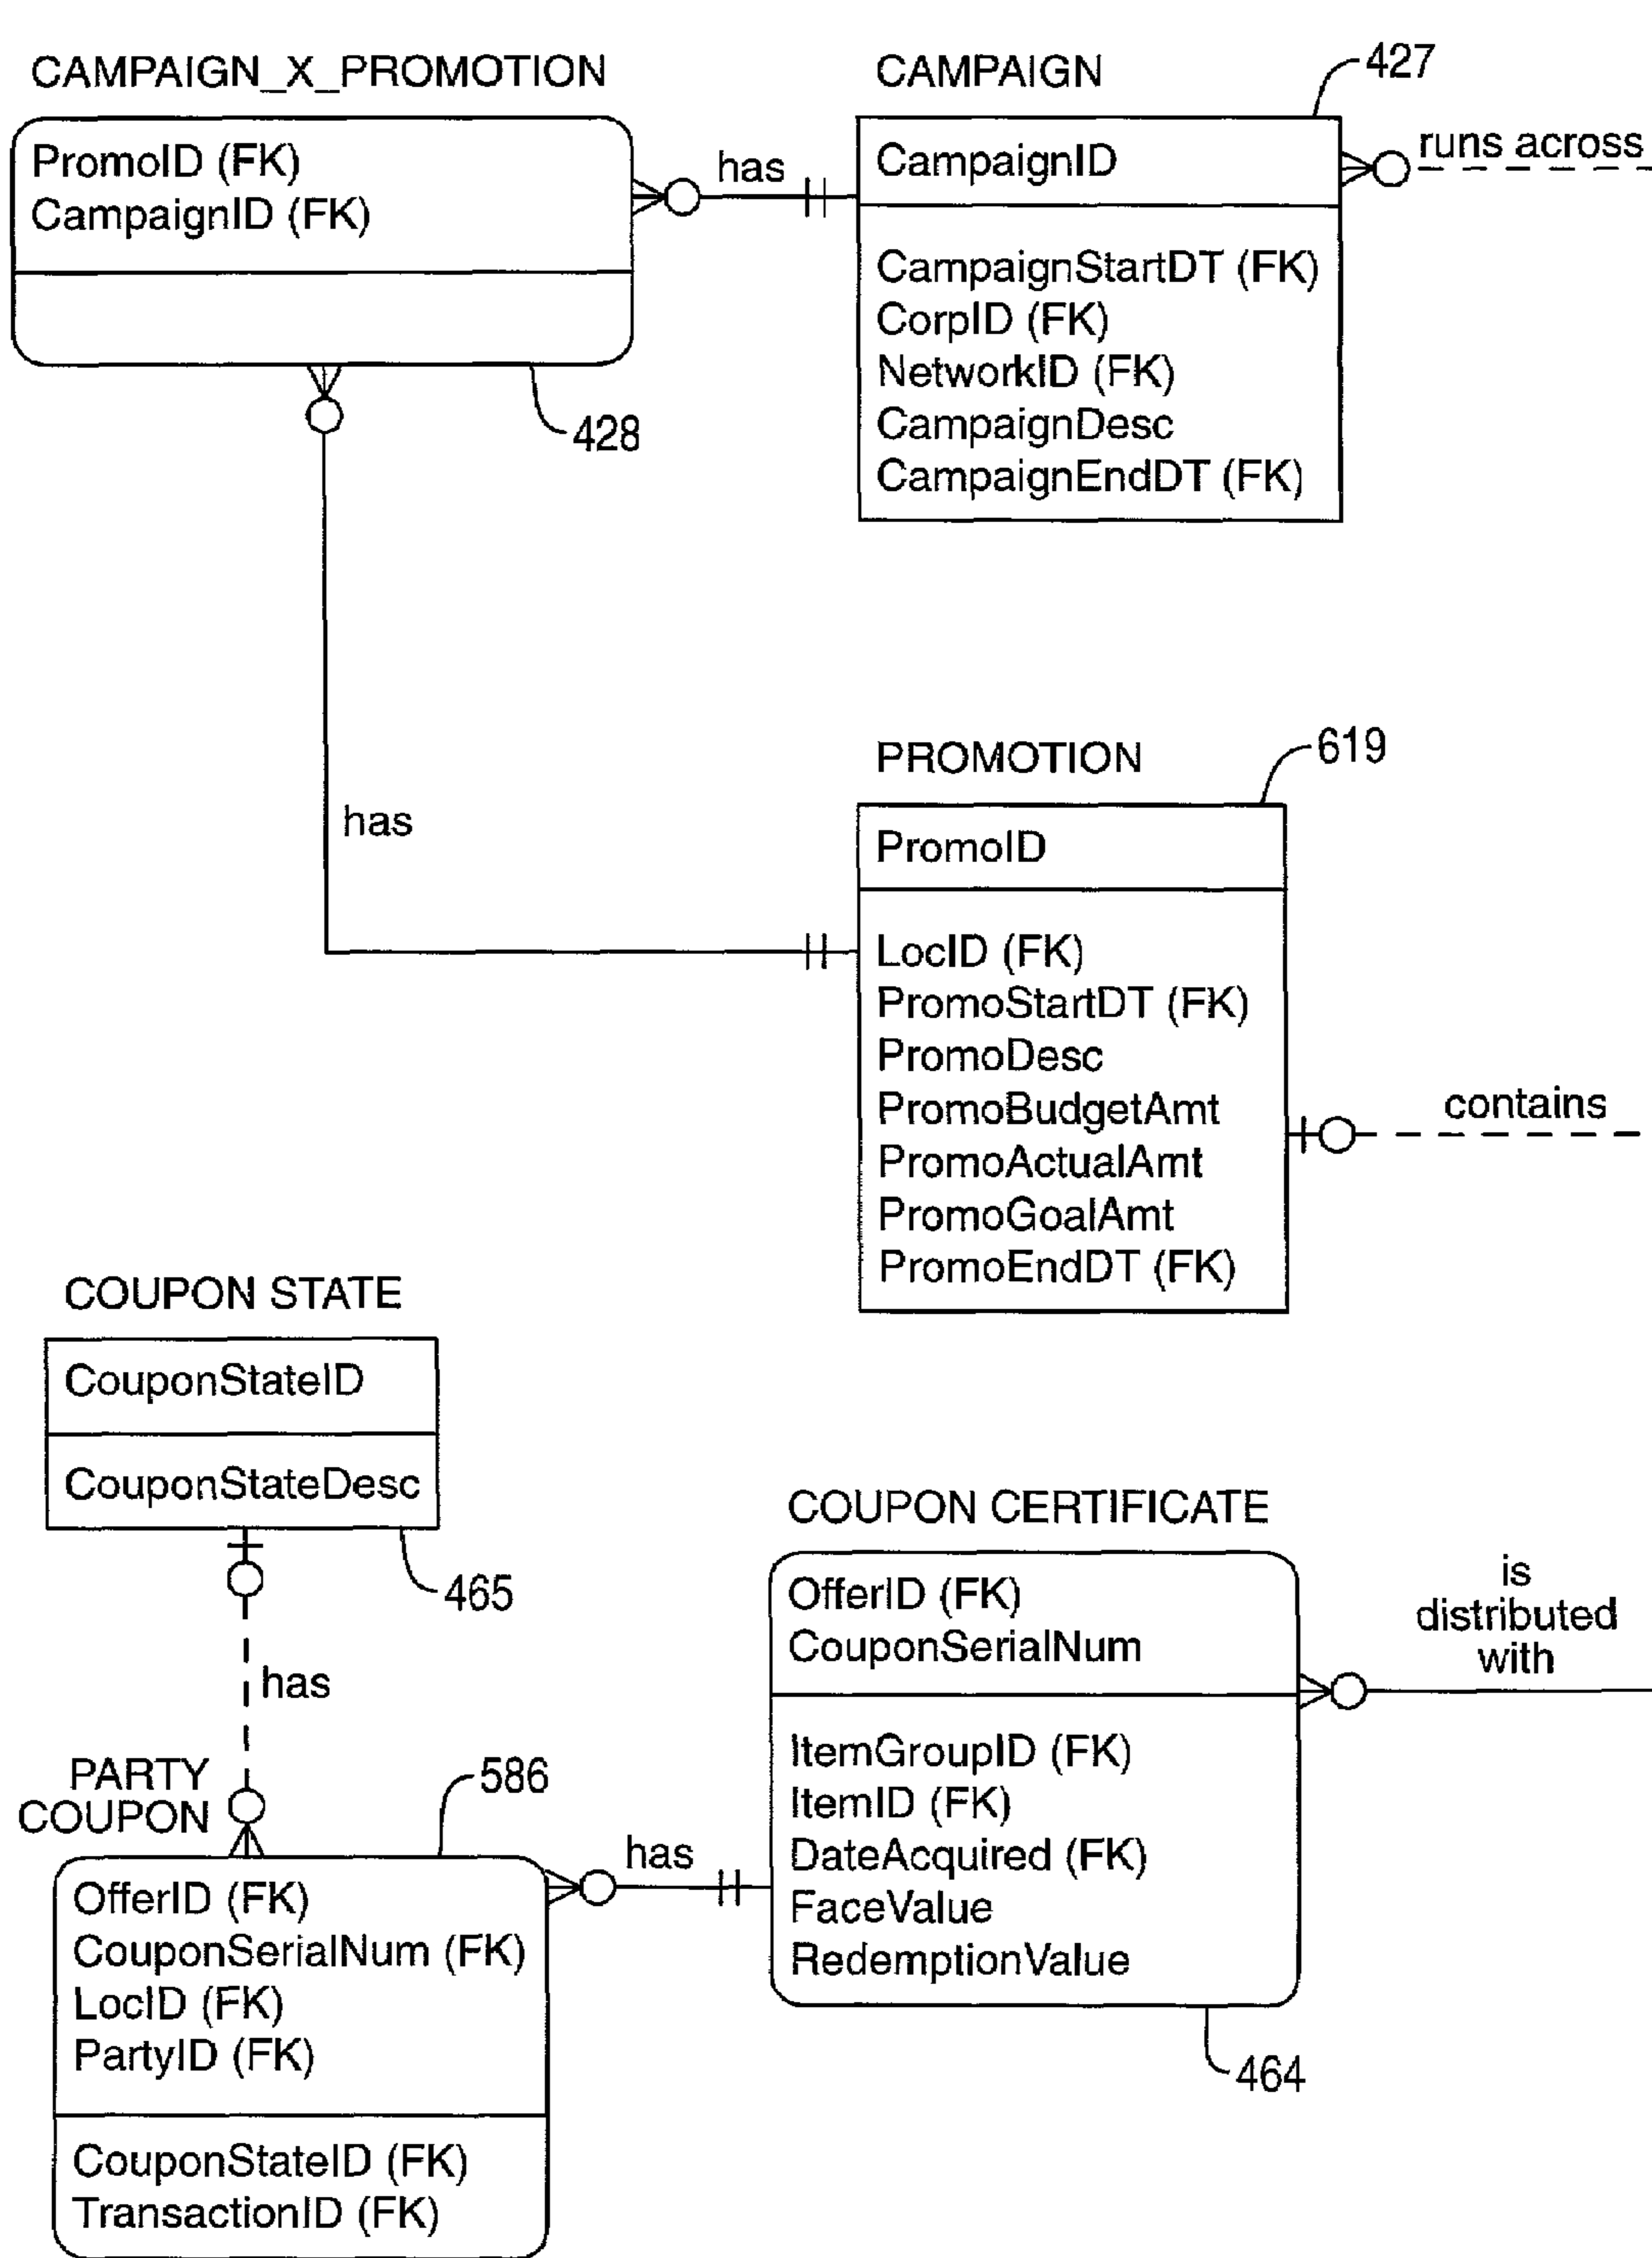 CAMPAIGN_X_PROMOTION
PromoID (FK)
CampaignID (FK)
428
has
CAMPAIGN
427
CampaignID
CampaignStartDT (FK)
CorpID (FK)
NetworkID (FK)
CampaignDesc
CampaignEndDT (FK)
runs across
has
PROMOTION
619
PromoID
LocID (FK)
PromoStartDT (FK)
PromoDesc
PromoBudgetAmt
PromoActualAmt
PromoGoalAmt
PromoEndDT (FK)
contains
COUPON STATE
CouponStateID
CouponStateDesc
465
has
PARTY
COUPON
586
OfferID (FK)
CouponSerialNum (FK)
LocID (FK)
PartyID (FK)
CouponStateID (FK)
TransactionID (FK)
has
COUPON CERTIFICATE
OfferID (FK)
CouponSerialNum
ItemGroupID (FK)
ItemID (FK)
DateAcquired (FK)
FaceValue
RedemptionValue
464
is
distributed
with